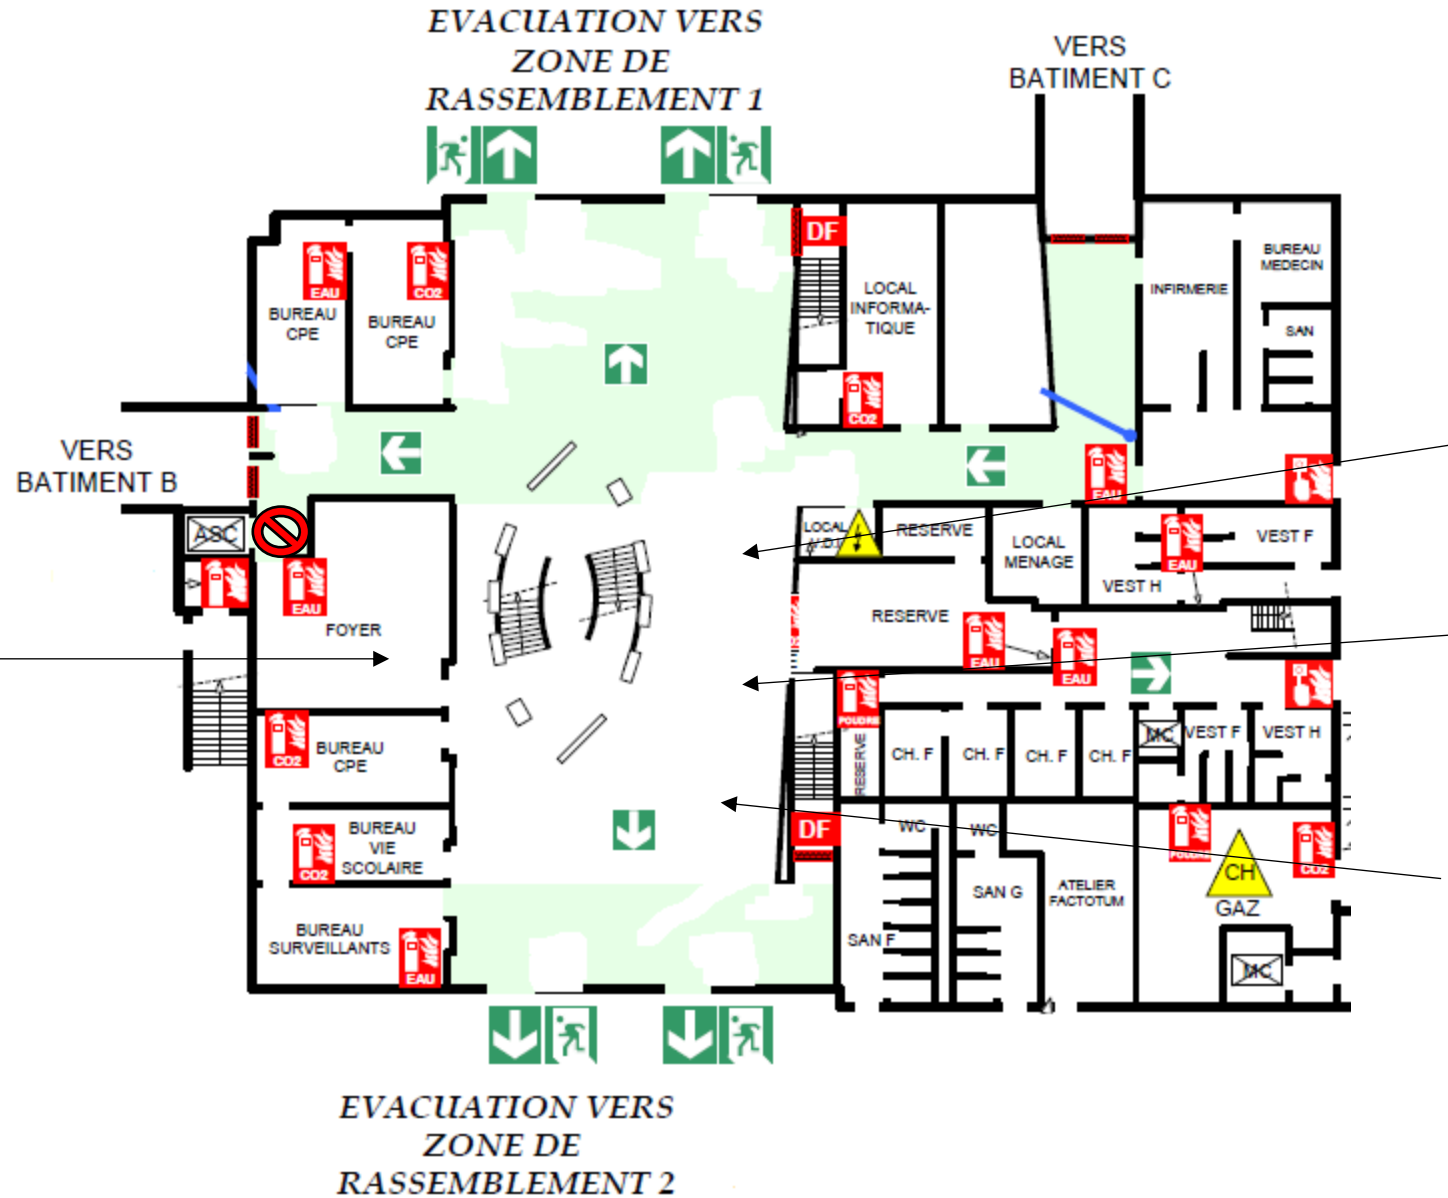 EVACUATION VERS
ZONE DE
RASSEMBLEMENT 1
VERS
BATIMENT C
DF
BUREAU
MEDECIN
EAU
CO2
LOCAL
INFORMA-
TIQUE
INFIRMERIE
BUREAU
CPE
BUREAU
CPE
SAN
CO2
VERS
BATIMENT B
EAU
ASC
LOCAL
RESERVE
VEST F
LOCAL
MENAGE
EAU
VEST H
EAU
FOYER
RESERVE
EAU
EAU
POUDRE
RESERVE
CH. F
CH. F
CH. F
CH. F
MC
VEST F
VEST H
CO2
BUREAU
CPE
DF
WC
WC
POUDRE
CO2
BUREAU
VIE
SCOLAIRE
CO2
CH
GAZ
SAN G
ATELIER
FACTOTUM
BUREAU
SURVEILLANTS
SAN F
EAU
MC
EVACUATION VERS
ZONE DE
RASSEMBLEMENT 2